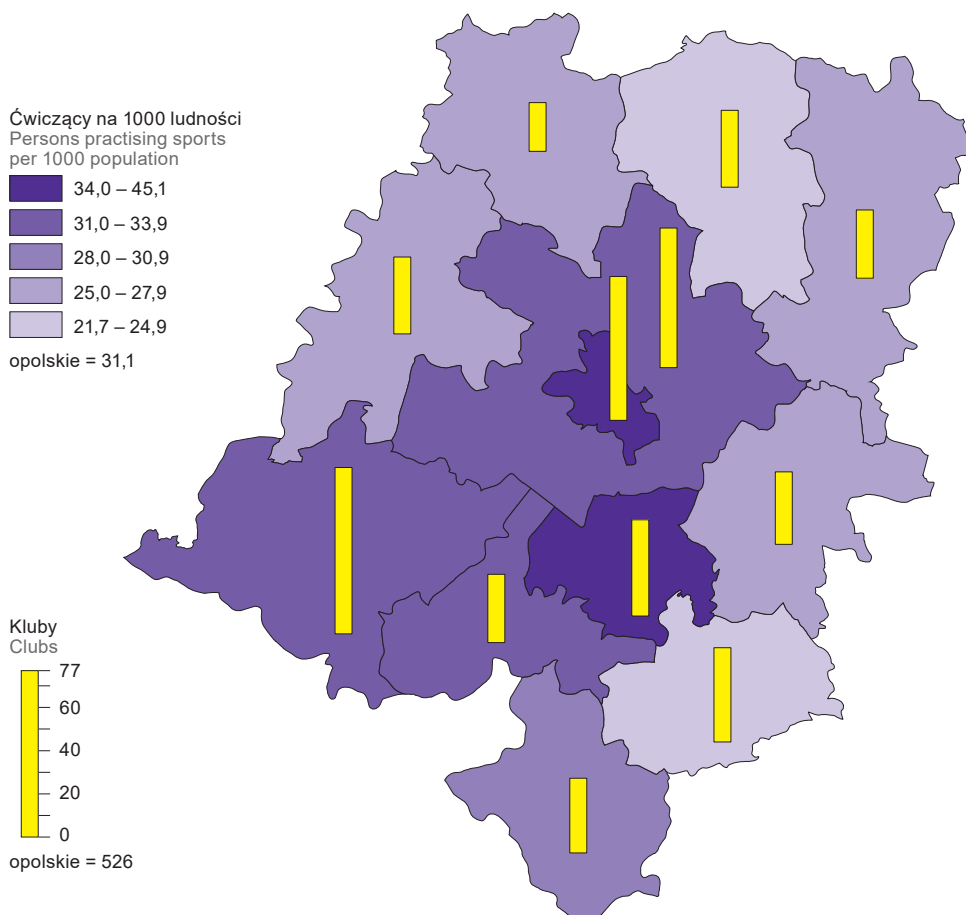 Ćwiczący na 1000 ludności
Persons practising sports
per 1000 population
34,0 – 45,1
31,0 – 33,9
28,0 – 30,9
25,0 – 27,9
21,7 – 24,9
opolskie = 31,1
Kluby
Clubs
77
60
40
20
0
opolskie = 526